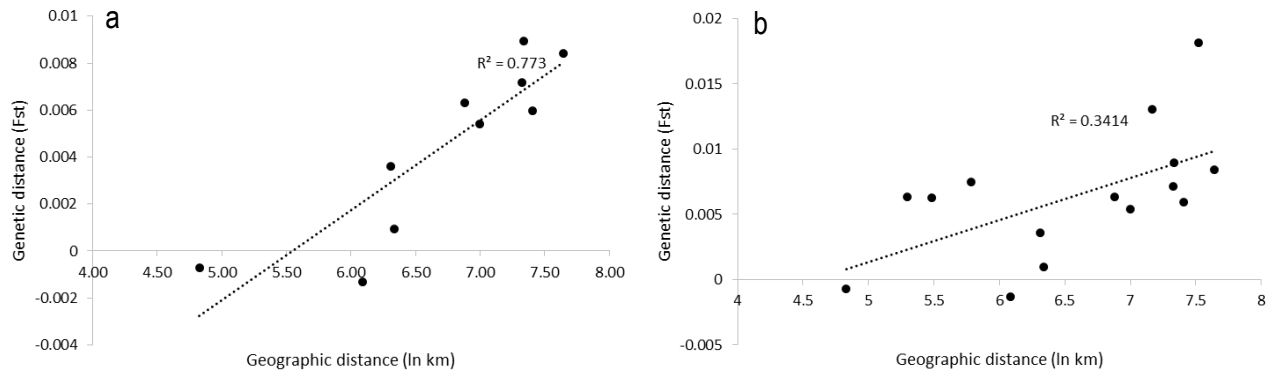 a
0.01
0.008
0.006
0.004
0.002
0
-0.002
-0.004
4.00 4.50 5.00 5.50 6.00 6.50 7.00 7.50 8.00
R² = 0.773
Genetic distance (Fst)
Geographic distance (ln km)
b
0.02
0.015
0.01
0.005
0
-0.005
4 4.5 5 5.5 6 6.5 7 7.5 8
R² = 0.3414
Genetic distance (Fst)
Geographic distance (ln km)